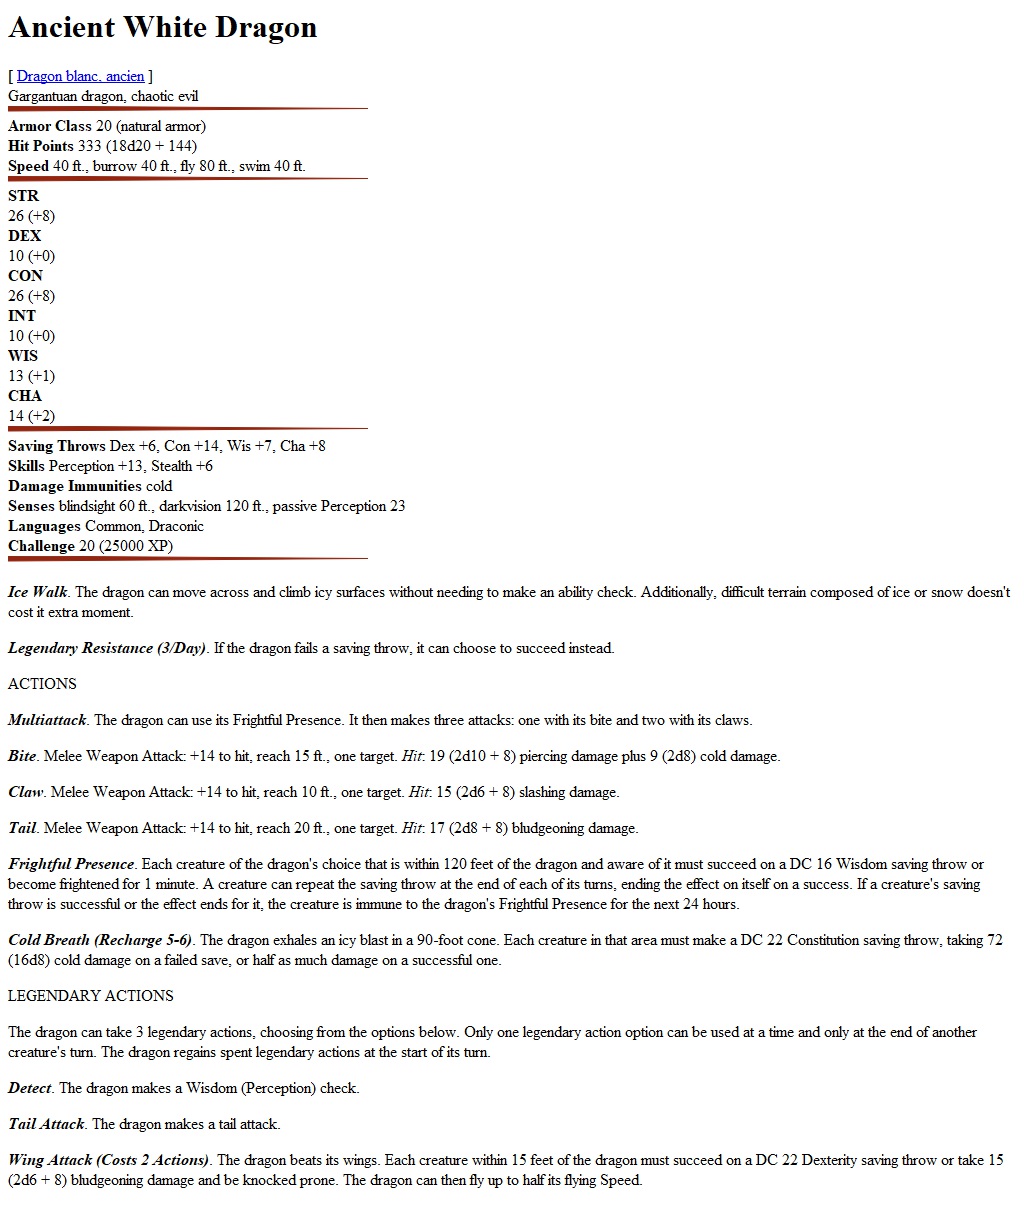 Ancient White Dragon
[ Dragon blanc, ancien ]
Gargantuan dragon, chaotic evil
Armor Class 20 (natural armor)
Hit Points 333 (18d20 + 144)
Speed 40 ft., burrow 40 ft., fly 80 ft., swim 40 ft.
STR
26 (+8)
DEX
10 (+0)
CON
26 (+8)
INT
10 (+0)
WIS
13 (+1)
CHA
14 (+2)
Saving Throws Dex +6, Con +14, Wis +7, Cha +8
Skills Perception +13, Stealth +6
Damage Immunities cold
Senses blindsight 60 ft., darkvision 120 ft., passive Perception 23
Languages Common, Draconic
Challenge 20 (25000 XP)
Ice Walk. The dragon can move across and climb icy surfaces without needing to make an ability check. Additionally, difficult terrain composed of ice or snow doesn't
cost it extra moment.
Legendary Resistance (3/Day). If the dragon fails a saving throw, it can choose to succeed instead.
ACTIONS
Multiattack. The dragon can use its Frightful Presence. It then makes three attacks: one with its bite and two with its claws.
Bite. Melee Weapon Attack: +14 to hit, reach 15 ft., one target. Hit: 19 (2d10 + 8) piercing damage plus 9 (2d8) cold damage.
Claw. Melee Weapon Attack: +14 to hit, reach 10 ft., one target. Hit: 15 (2d6 + 8) slashing damage.
Tail. Melee Weapon Attack: +14 to hit, reach 20 ft., one target. Hit: 17 (2d8 + 8) bludgeoning damage.
Frightful Presence. Each creature of the dragon's choice that is within 120 feet of the dragon and aware of it must succeed on a DC 16 Wisdom saving throw or
become frightened for 1 minute. A creature can repeat the saving throw at the end of each of its turns, ending the effect on itself on a success. If a creature's saving
throw is successful or the effect ends for it, the creature is immune to the dragon's Frightful Presence for the next 24 hours.
Cold Breath (Recharge 5-6). The dragon exhales an icy blast in a 90-foot cone. Each creature in that area must make a DC 22 Constitution saving throw, taking 72
(16d8) cold damage on a failed save, or half as much damage on a successful one.
LEGENDARY ACTIONS
The dragon can take 3 legendary actions, choosing from the options below. Only one legendary action option can be used at a time and only at the end of another
creature's turn. The dragon regains spent legendary actions at the start of its turn.
Detect. The dragon makes a Wisdom (Perception) check.
Tail Attack. The dragon makes a tail attack.
Wing Attack (Costs 2 Actions). The dragon beats its wings. Each creature within 15 feet of the dragon must succeed on a DC 22 Dexterity saving throw or take 15
(2d6 + 8) bludgeoning damage and be knocked prone. The dragon can then fly up to half its flying Speed.